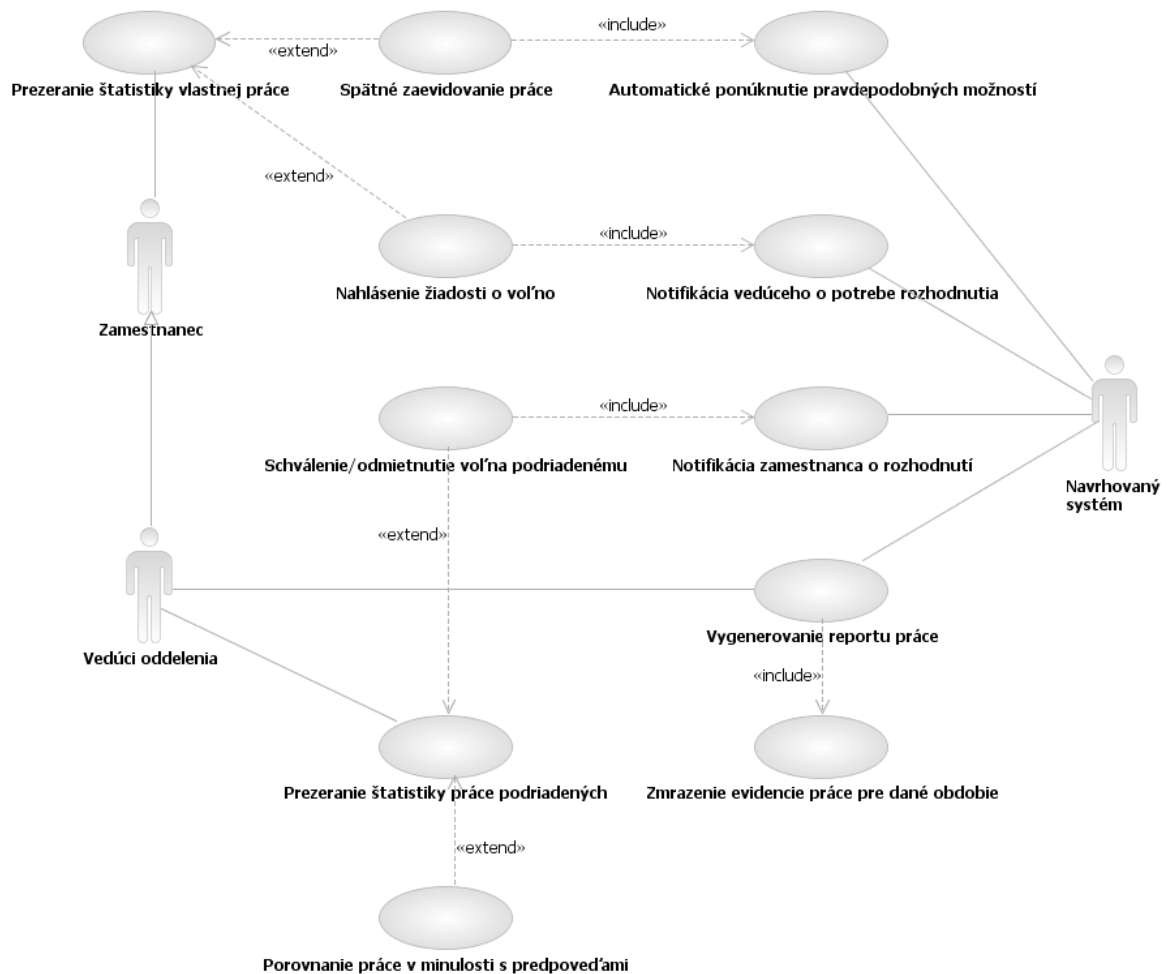 «include»
«extend»
Prezeranie štatistiky vlastnej práce
Spätné zaevidovanie práce
Automatické ponúknutie pravdepodobných možností
«extend»
«include»
Nahlásenie žiadosti o voľno
Notifikácia vedúceho o potrebe rozhodnutia
Zamestnanec
«include»
Schválenie/odmietnutie voľna podriadenému
Notifikácia zamestnanca o rozhodnutí
Navrhovaný
systém
«extend»
Vedúci oddelenia
Vygenerovanie reportu práce
«include»
Prezeranie štatistiky práce podriadených
Zmrazenie evidencie práce pre dané obdobie
«extend»
Porovnanie práce v minulosti s predpoveďami